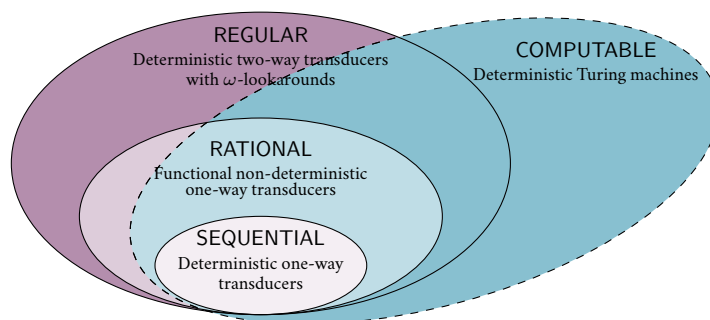 REGULAR
Deterministic two-way transducers
with ω-lookarounds
COMPUTABLE
Deterministic Turing machines
RATIONAL
Functional non-deterministic
one-way transducers
SEQUENTIAL
Deterministic one-way
transducers